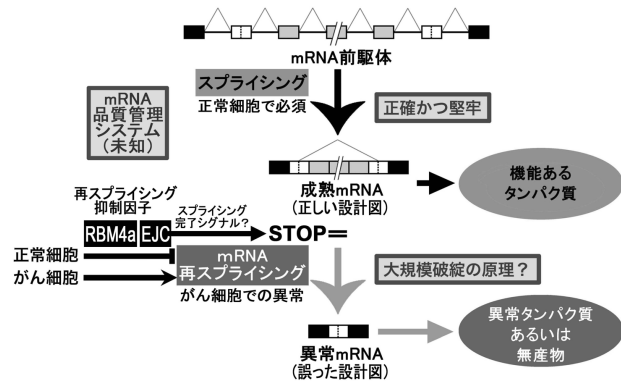 mRNA前駆体
スプライシング
正常細胞で必須
正確かつ堅牢
mRNA
品質管理
システム
(未知)
成熟mRNA
(正しい設計図)
機能ある
タンパク質
再スプライシング
抑制因子
RBM4a EJC
スプライシング
完了シグナル?
STOP=
正常細胞
がん細胞
mRNA
再スプライシング
がん細胞での異常
大規模破綻の原理?
異常mRNA
(誤った設計図)
異常タンパク質
あるいは
無産物